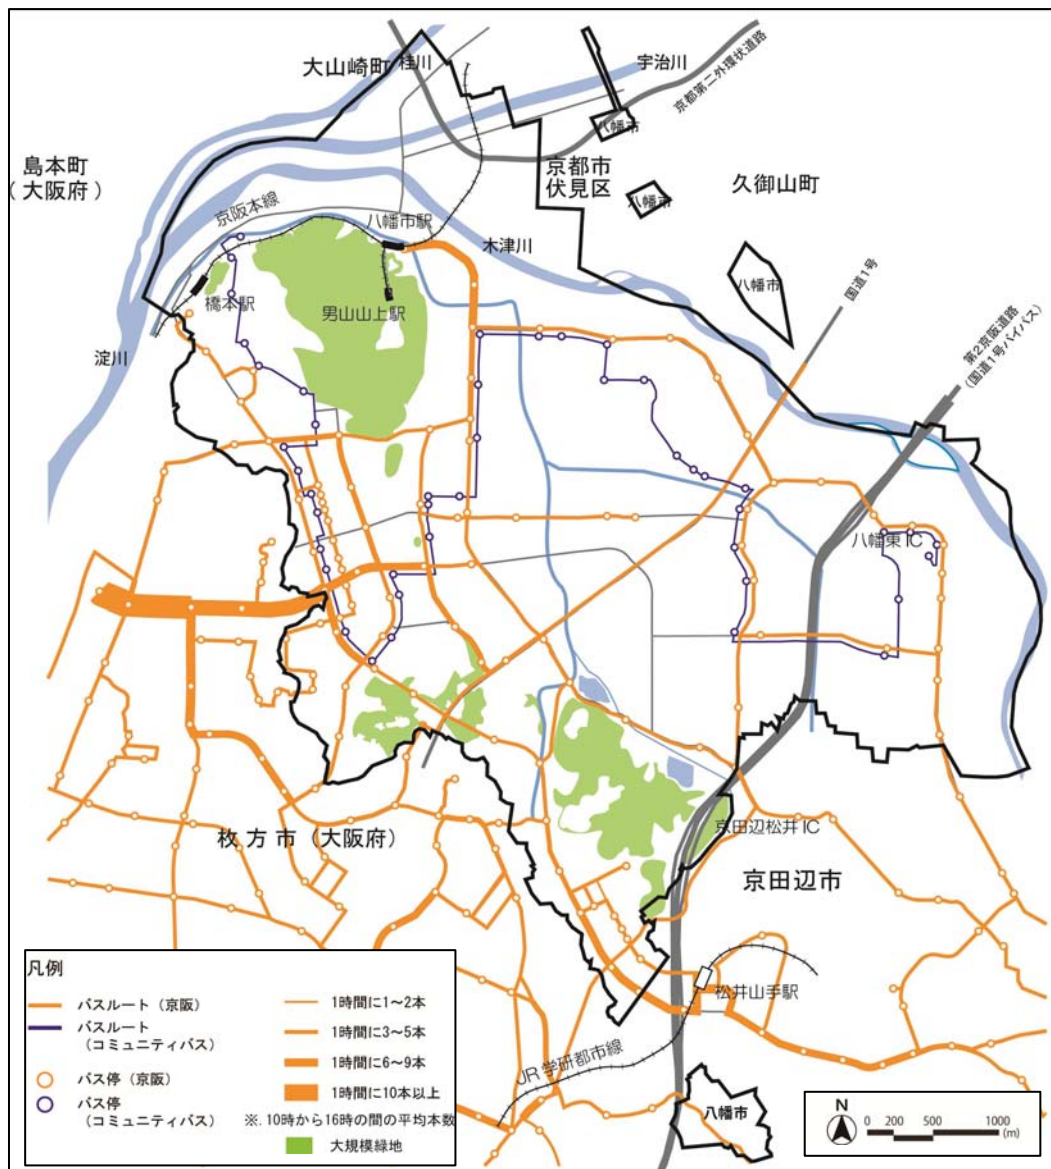 大山崎町
桂川
宇治川
京都第二外環状道路
八幡市
島本町
(大阪府)
京都市
伏見区
久御山町
八幡市
京阪本線
八幡市駅
木津川
八幡市
国道1号
橋本駅
男山山上駅
第2京阪道路
(国道1号バイパス)
淀川
八幡東IC
枚方市(大阪府)
京田辺松井IC
京田辺市
松井山手駅
JR学研都市線
八幡市
凡例
バスルート(京阪)
バスルート
(コミュニティバス)
バス停(京阪)
バス停
(コミュニティバス)
1時間に1~2本
1時間に3~5本
1時間に6~9本
1時間に10本以上
※.10時から16時の間の平均本数
大規模緑地
N
0 200 500 1000
(m)